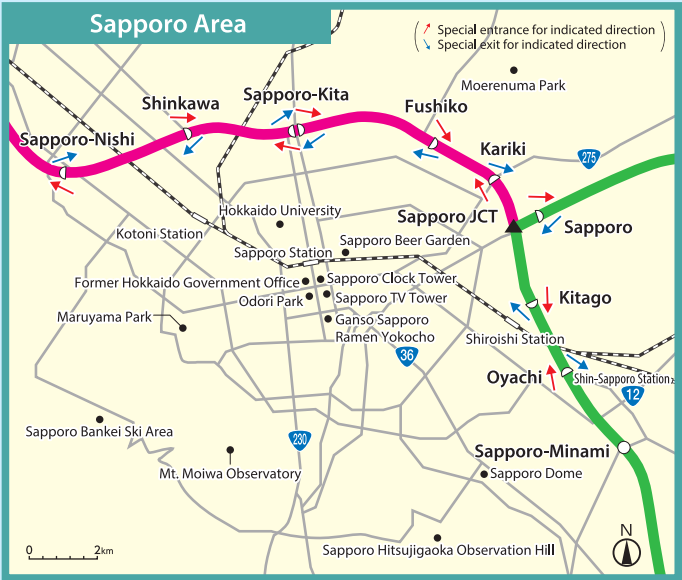 Sapporo Area
Special entrance for indicated direction
Special exit for indicated direction
Moerenuma Park
Sapporo-Kita
Shinkawa
Fushiko
Sapporo-Nishi
Kariki
275
Hokkaido University
Sapporo JCT
Sapporo
Kotoni Station
Sapporo Beer Garden
Sapporo Station
Former Hokkaido Government Office
Sapporo Clock Tower
Odori Park
Sapporo TV Tower
Kitago
Maruyama Park
Ganso Sapporo
Ramen Yokocho
Shiroishi Station
36
Oyachi
Shin-Sapporo Station
12
Sapporo Bankei Ski Area
230
Sapporo-Minami
Mt. Moiwa Observatory
Sapporo Dome
N
0 2km
Sapporo Hitsujigaoka Observation Hill